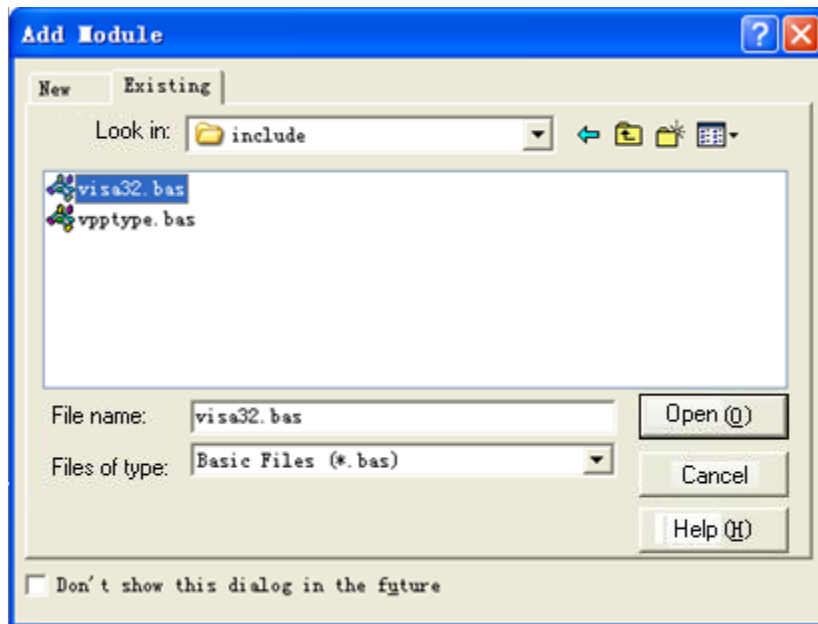 Add Module
New Existing
Look in: include
visa32.bas
vpptype.bas
File name: visa32.bas Open (O)
Files of type: Basic Files (*.bas)
Cancel
Help (H)
Don't show this dialog in the future